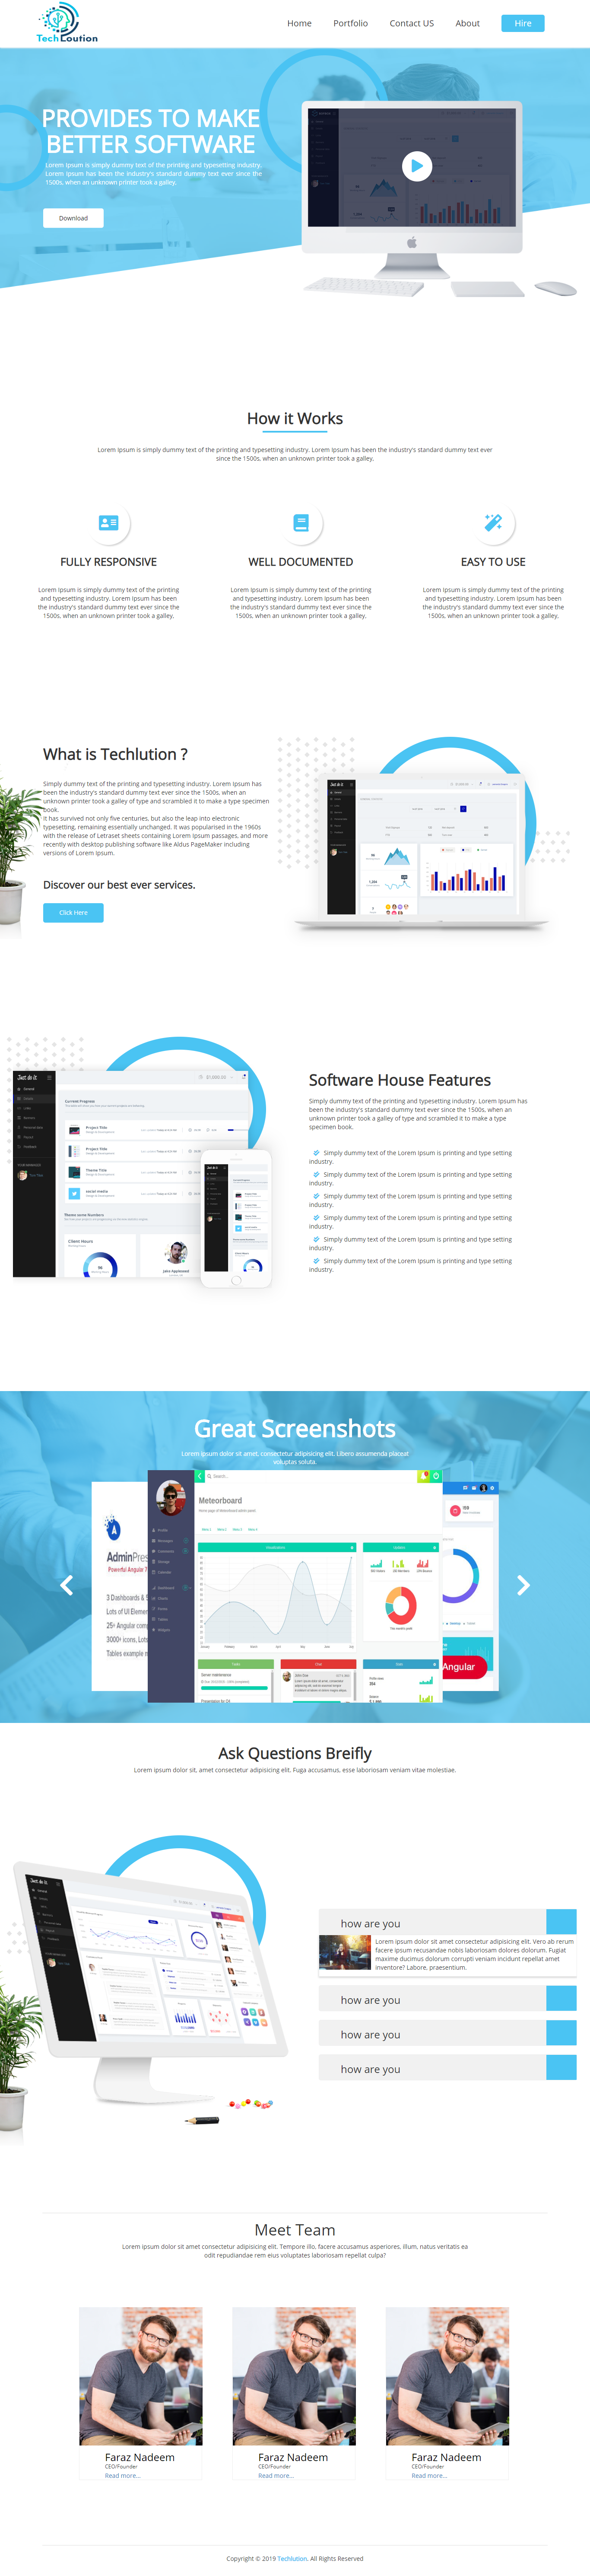 TechLoution
Home Portfolio Contact US About Hire
PROVIDES TO MAKE
BETTER SOFTWARE
Lorem Ipsum is simply dummy text of the printing and typesetting industry.
Lorem Ipsum has been the industry's standard dummy text ever since the
1500s, when an unknown printer took a galley.
Download
How it Works
Lorem Ipsum is simply dummy text of the printing and typesetting industry. Lorem Ipsum has been the industry's standard dummy text ever
since the 1500s, when an unknown printer took a galley.
FULLY RESPONSIVE
Lorem Ipsum is simply dummy text of the printing
and typesetting industry. Lorem Ipsum has been
the industry's standard dummy text ever since the
1500s, when an unknown printer took a galley.
WELL DOCUMENTED
Lorem Ipsum is simply dummy text of the printing
and typesetting industry. Lorem Ipsum has been
the industry's standard dummy text ever since the
1500s, when an unknown printer took a galley.
EASY TO USE
Lorem Ipsum is simply dummy text of the printing
and typesetting industry. Lorem Ipsum has been
the industry's standard dummy text ever since the
1500s, when an unknown printer took a galley.
What is Techlution ?
Simply dummy text of the printing and typesetting industry. Lorem Ipsum has
been the industry's standard dummy text ever since the 1500s, when an
unknown printer took a galley of type and scrambled it to make a type specimen
book.
It has survived not only five centuries, but also the leap into electronic
typesetting, remaining essentially unchanged. It was popularised in the 1960s
with the release of Letraset sheets containing Lorem Ipsum passages, and more
recently with desktop publishing software like Aldus PageMaker including
versions of Lorem Ipsum.
Discover our best ever services.
Click Here
Just do it
Just do it
Current Progress
Project Title
Project Title
Theme Title
social media
Theme some Numbers
Client Hours
Software House Features
Simply dummy text of the printing and typesetting industry. Lorem Ipsum has
been the industry's standard dummy text ever since the 1500s, when an
unknown printer took a galley of type and scrambled it to make a type
specimen book.
Simply dummy text of the Lorem Ipsum is printing and type setting
industry.
Simply dummy text of the Lorem Ipsum is printing and type setting
industry.
Simply dummy text of the Lorem Ipsum is printing and type setting
industry.
Simply dummy text of the Lorem Ipsum is printing and type setting
industry.
Simply dummy text of the Lorem Ipsum is printing and type setting
industry.
Simply dummy text of the Lorem Ipsum is printing and type setting
industry.
Great Screenshots
Lorem ipsum dolor sit amet, consectetur adipisicing elit. Libero assumenda placeat
voluptas soluta.
Search...
Meteorboard
AdminPres
Powerful Angular 7
3 Dashboards &
Lots of UI Elemen
25+ Angular com
3000+ icons, Lots
Tables example n
Angular
Ask Questions Breifly
Lorem ipsum dolor sit, amet consectetur adipisicing elit. Fuga accusamus, esse laboriosam veniam vitae molestiae.
Just do it
how are you
Lorem ipsum dolor sit amet consectetur adipisicing elit. Vero ab rerum
facere ipsum recusandae nobis laboriosam dolores dolorum. Fugiat
maxime ducimus dolorum corrupti veniam incidunt repellat amet
inventore? Labore, praesentium.
how are you
how are you
how are you
Meet Team
Lorem ipsum dolor sit amet consectetur adipisicing elit. Tempore illo, facere accusamus asperiores, illum, natus veritatis ea
odit repudiandae rem eius voluptates laboriosam repellat culpa?
Faraz Nadeem
CEO/Founder
Read more...
Faraz Nadeem
CEO/Founder
Read more...
Faraz Nadeem
CEO/Founder
Read more...
Copyright © 2019 Techlution. All Rights Reserved